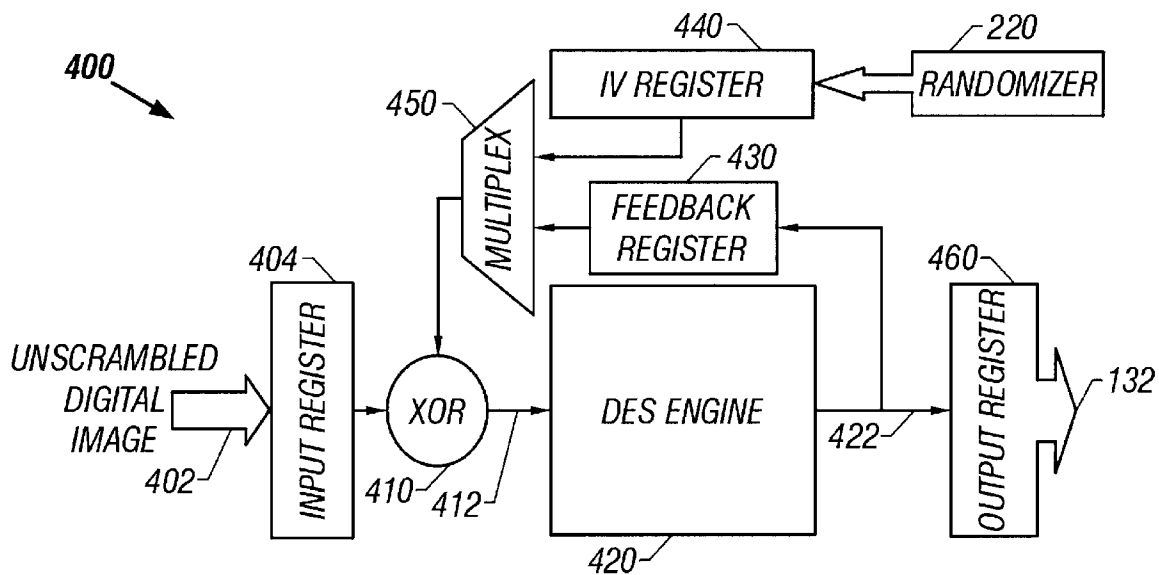 400
440
IV REGISTER
220
RANDOMIZER
450
MULTIPLEX
430
FEEDBACK
REGISTER
404
INPUT REGISTER
UNSCRAMBLED
DIGITAL
IMAGE
402
XOR
410
412
DES ENGINE
420
422
460
OUTPUT REGISTER
132